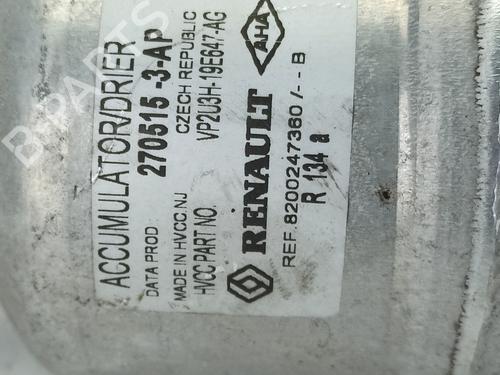 ACCUMULATOR/DRIER
DATA PROD 270515 -3-AP
MADE IN HVCC.NJ CZECH REPUBLIC
HVCC PART NO. VP2U3H-19E647-AG
RENAULT AHA
REF.8200247360/--B
R 134 a
B-PARTS